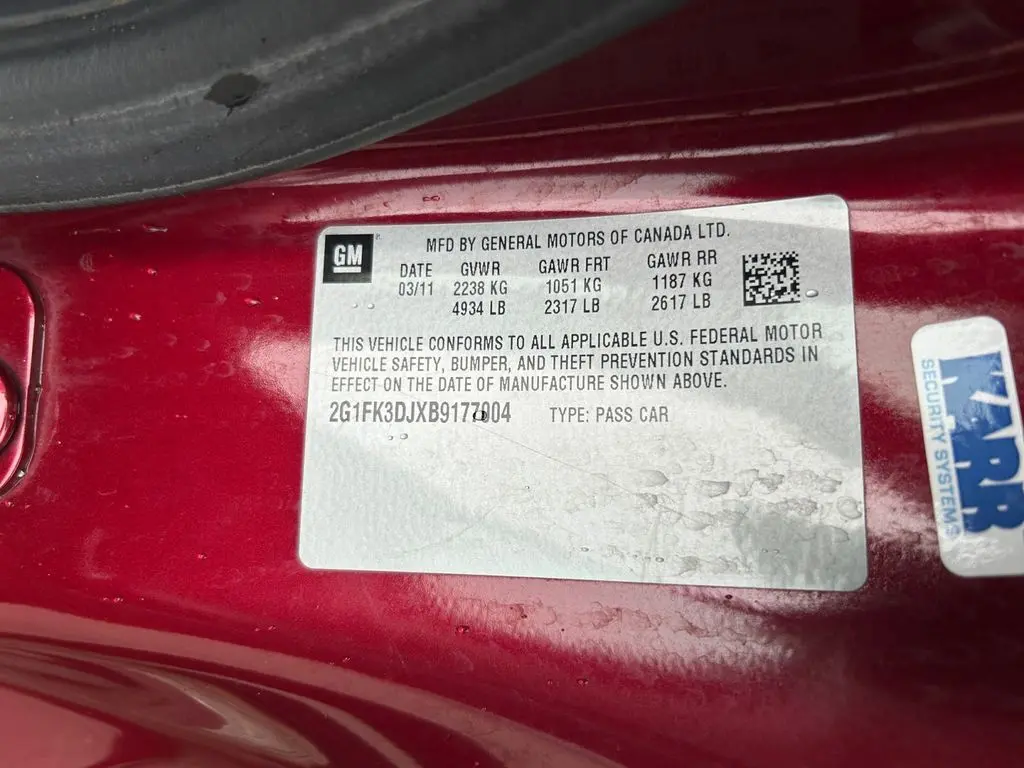 GM
MFD BY GENERAL MOTORS OF CANADA LTD.
DATE GVWR GAWR FRT GAWR RR
03/11 2238 KG 1051 KG 1187 KG
4934 LB 2317 LB 2617 LB
THIS VEHICLE CONFORMS TO ALL APPLICABLE U.S. FEDERAL MOTOR
VEHICLE SAFETY, BUMPER, AND THEFT PREVENTION STANDARDS IN
EFFECT ON THE DATE OF MANUFACTURE SHOWN ABOVE.
2G1FK3DJXB9177004 TYPE: PASS CAR
KARR
SECURITY SYSTEMS